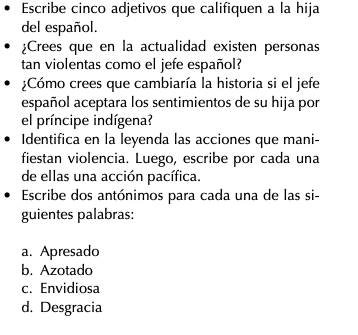 • Escribe cinco adjetivos que califiquen a la hija
del español.
• ¿Crees que en la actualidad existen personas
tan violentas como el jefe español?
• ¿Cómo crees que cambiaría la historia si el jefe
español aceptara los sentimientos de su hija por
el príncipe indígena?
• Identifica en la leyenda las acciones que mani-
fiestan violencia. Luego, escribe por cada una
de ellas una acción pacífica.
• Escribe dos antónimos para cada una de las si-
guientes palabras:
a. Apresado
b. Azotado
c. Envidiosa
d. Desgracia